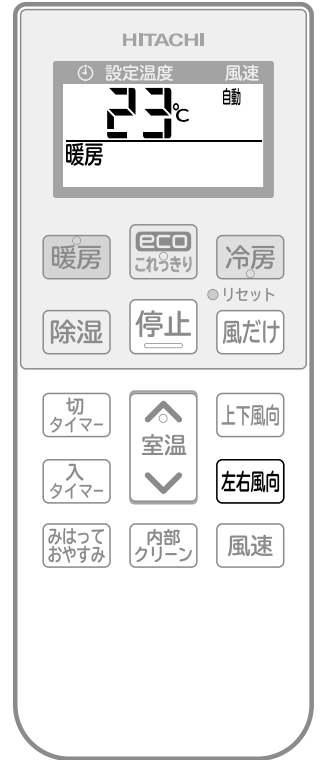 HITACHI
設定温度 風速
23℃ 自動
暖房
暖房 eco これっきり 冷房
リセット
除湿 停止 風だけ
切タイマー 上下風向
室温
入タイマー 左右風向
みはっておやすみ 内部クリーン 風速